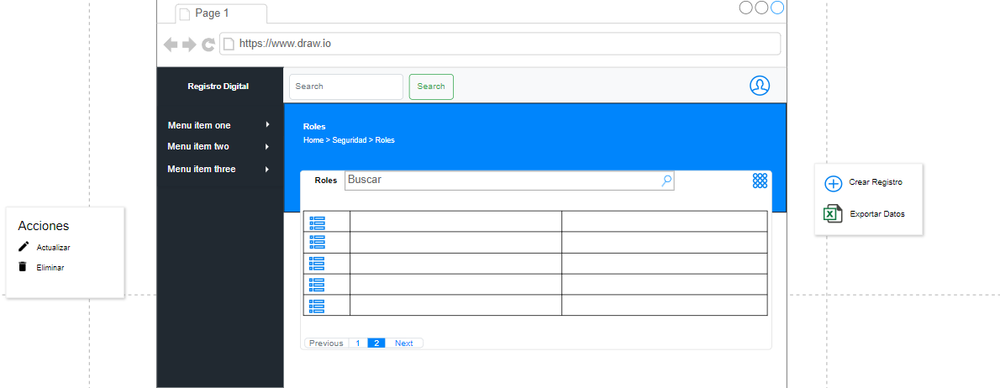 Page 1
https://www.draw.io
Registro Digital
Search
Search
Menu item one
Menu item two
Menu item three
Roles
Home > Seguridad > Roles
Roles
Buscar
Previous
1
2
Next
Acciones
Actualizar
Eliminar
Crear Registro
Exportar Datos